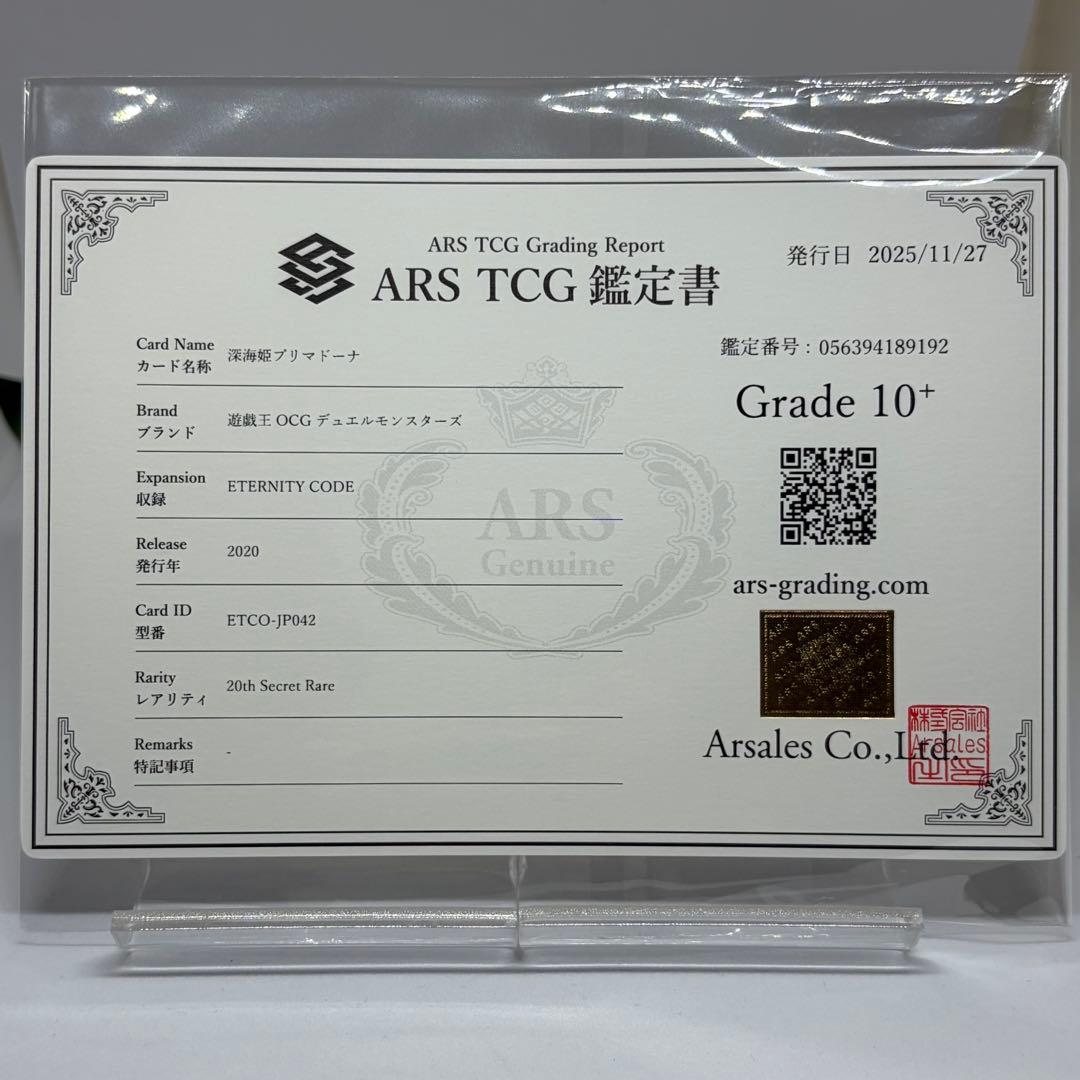 ARS TCG Grading Report
ARS TCG 鑑定書
発行日 2025/11/27
Card Name
カード名称
深海姫プリマドーナ
Brand
ブランド
遊戯王 OCG デュエルモンスターズ
Expansion
収録
ETERNITY CODE
Release
発行年
2020
Card ID
型番
ETCO-JP042
Rarity
レアリティ
20th Secret Rare
Remarks
特記事項
-
ARS
Genuine
鑑定番号 : 056394189192
Grade 10+
ars-grading.com
Arsales Co.,Ltd.
Arsales